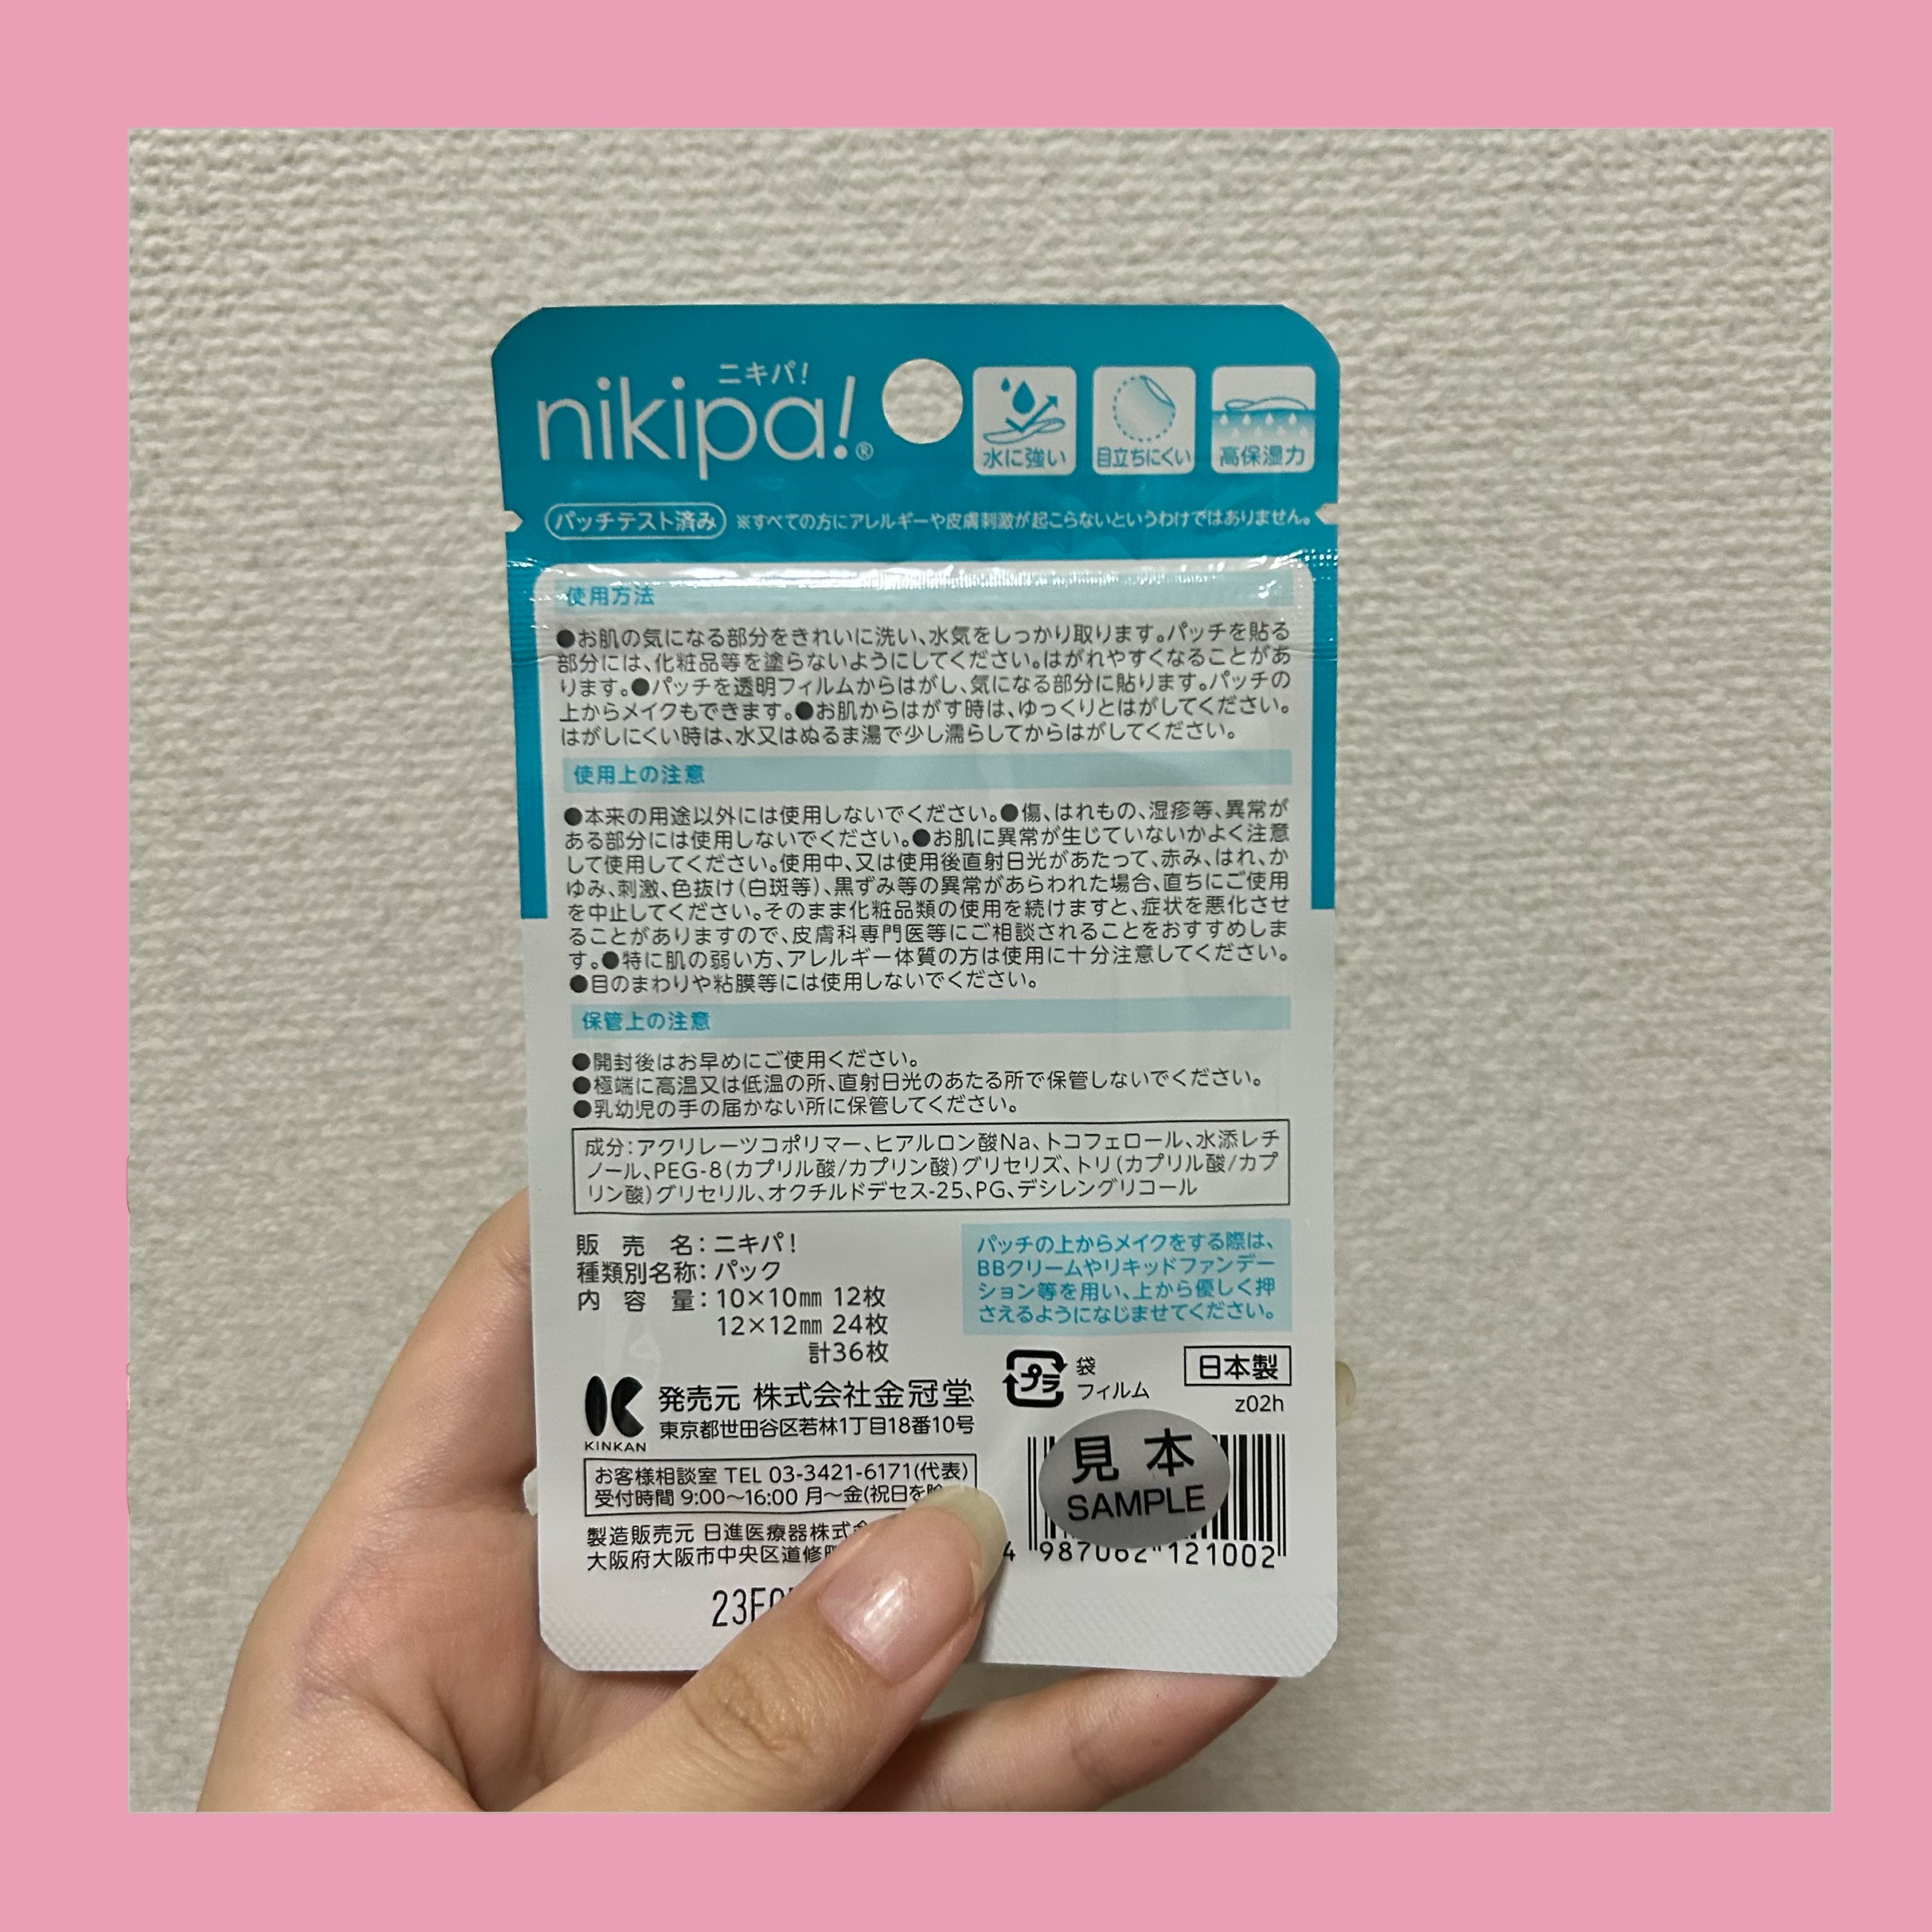 ニキパ!
nikipa!®
水に強い
目立ちにくい
高保湿力
パッチテスト済み ※すべての方にアレルギーや皮膚刺激が起こらないというわけではありません。
使用方法
●お肌の気になる部分をきれいに洗い、水気をしっかり取ります。パッチを貼る
部分には、化粧品等を塗らないようにしてください。はがれやすくなることがあ
ります。●パッチを透明フィルムからはがし、気になる部分に貼ります。パッチの
上からメイクもできます。●お肌からはがす時は、ゆっくりとはがしてください。
はがしにくい時は、水又はぬるま湯で少し濡らしてからはがしてください。
使用上の注意
●本来の用途以外には使用しないでください。●傷、はれもの、湿疹等、異常が
ある部分には使用しないでください。●お肌に異常が生じていないかよく注意
して使用してください。使用中、又は使用後直射日光があたって、赤み、はれ、か
ゆみ、刺激、色抜け(白斑等)、黒ずみ等の異常があらわれた場合、直ちにご使用
を中止してください。そのまま化粧品類の使用を続けますと、症状を悪化させ
ることがありますので、皮膚科専門医等にご相談されることをおすすめしま
す。●特に肌の弱い方、アレルギー体質の方は使用に十分注意してください。
●目のまわりや粘膜等には使用しないでください。
保管上の注意
●開封後はお早めにご使用ください。
●極端に高温又は低温の所、直射日光のあたる所で保管しないでください。
●乳幼児の手の届かない所に保管してください。
成分:アクリレーツコポリマー、ヒアルロン酸Na、トコフェロール、水添レチ
ノール、PEG-8(カプリル酸/カプリン酸)グリセリズ、トリ(カプリル酸/カプ
リン酸)グリセリル、オクチルドデセス-25、PG、デシレングリコール
販売名:ニキパ!
種類別名称:パック
内容量:10×10㎜ 12枚
12×12㎜ 24枚
計36枚
パッチの上からメイクをする際は、
BBクリームやリキッドファンデー
ション等を用い、上から優しく押
さえるようになじませてください。
プラ
袋
フィルム
日本製
z02h
KINKAN
発売元 株式会社金冠堂
東京都世田谷区若林1丁目18番10号
お客様相談室 TEL 03-3421-6171(代表)
受付時間 9:00～16:00 月～金(祝日を
製造販売元 日進医療器株式
大阪府大阪市中央区道修
見本
SAMPLE
4 987062 121002
23F